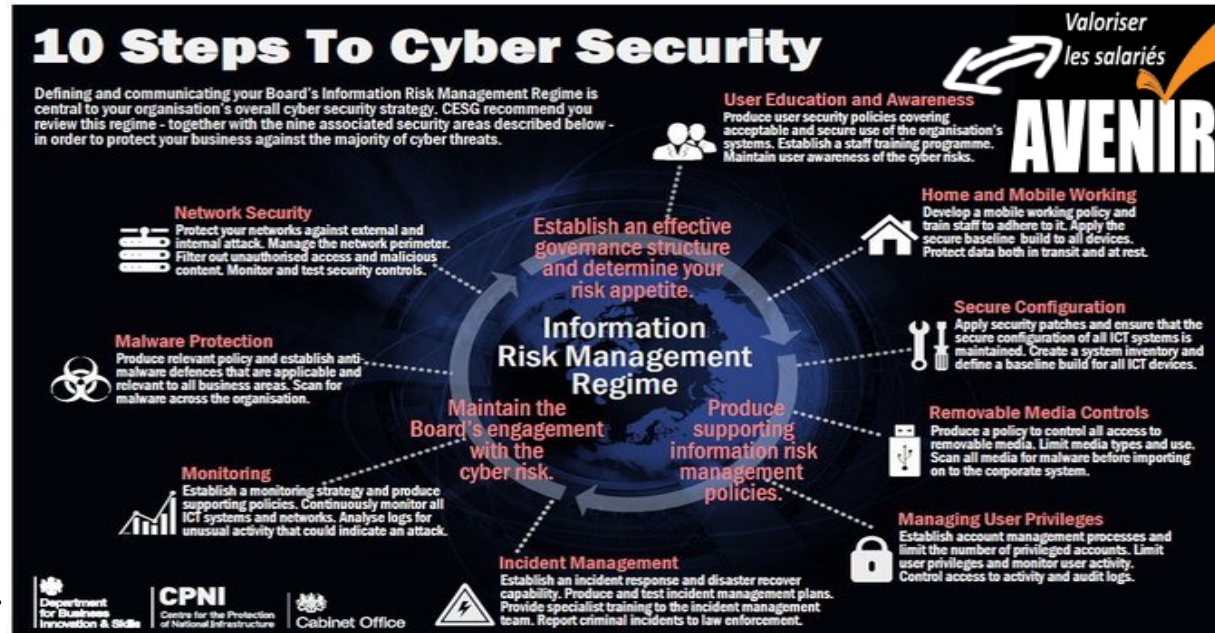 10 Steps To Cyber Security
Valoriser
les salariés
AVENIR
Defining and communicating your Board's Information Risk Management Regime is
central to your organisation's overall cyber security strategy. CESG recommend you
review this regime - together with the nine associated security areas described below -
in order to protect your business against the majority of cyber threats.
User Education and Awareness
Produce user security policies covering
acceptable and secure use of the organisation's
systems. Establish a staff training programme.
Maintain user awareness of the cyber risks.
Home and Mobile Working
Develop a mobile working policy and
train staff to adhere to it. Apply the
secure baseline build to all devices.
Protect data both in transit and at rest.
Secure Configuration
Apply security patches and ensure that the
secure configuration of all ICT systems is
maintained. Create a system inventory and
define a baseline build for all ICT devices.
Removable Media Controls
Produce a policy to control all access to
removable media. Limit media types and use.
Scan all media for malware before importing
on to the corporate system.
Managing User Privileges
Establish account management processes and
limit the number of privileged accounts. Limit
user privileges and monitor user activity.
Control access to activity and audit logs.
Incident Management
Establish an incident response and disaster recover
capability. Produce and test incident management plans.
Provide specialist training to the incident management
team. Report criminal incidents to law enforcement.
Monitoring
Establish a monitoring strategy and produce
supporting policies. Continuously monitor all
ICT systems and networks. Analyse logs for
unusual activity that could indicate an attack.
Malware Protection
Produce relevant policy and establish anti-
malware defences that are applicable and
relevant to all business areas. Scan for
malware across the organisation.
Network Security
Protect your networks against external and
internal attack. Manage the network perimeter.
Filter out unauthorised access and malicious
content. Monitor and test security controls.
Establish an effective
governance structure
and determine your
risk appetite.
Information
Risk Management
Regime
Maintain the
Board's engagement
with the
cyber risk.
Produce
supporting
information risk
management
policies.
Department
for Business
Innovation & Skills
CPNI
Centre for the Protection
of National Infrastructure
Cabinet Office